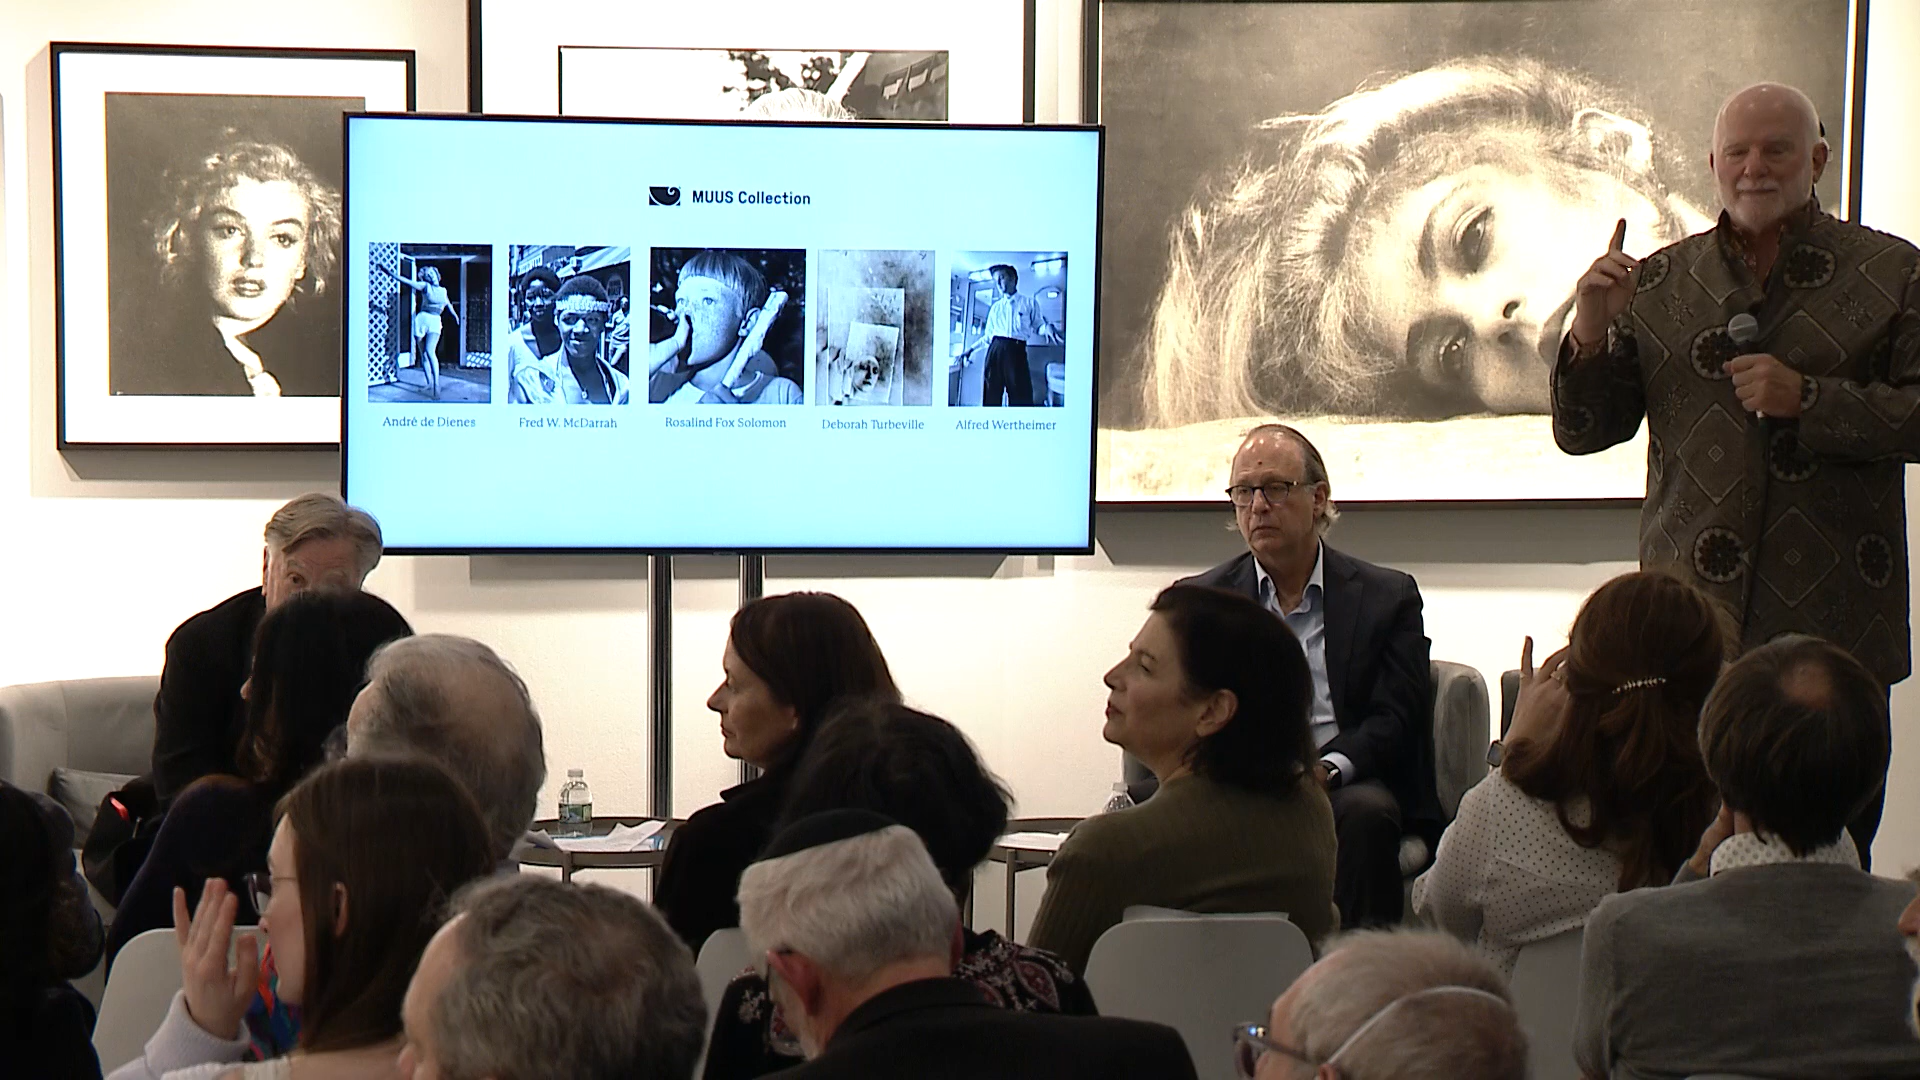 MUUS Collection
André de Dienes
Fred W. McDarrah
Rosalind Fox Solomon
Deborah Turbeville
Alfred Wertheimer